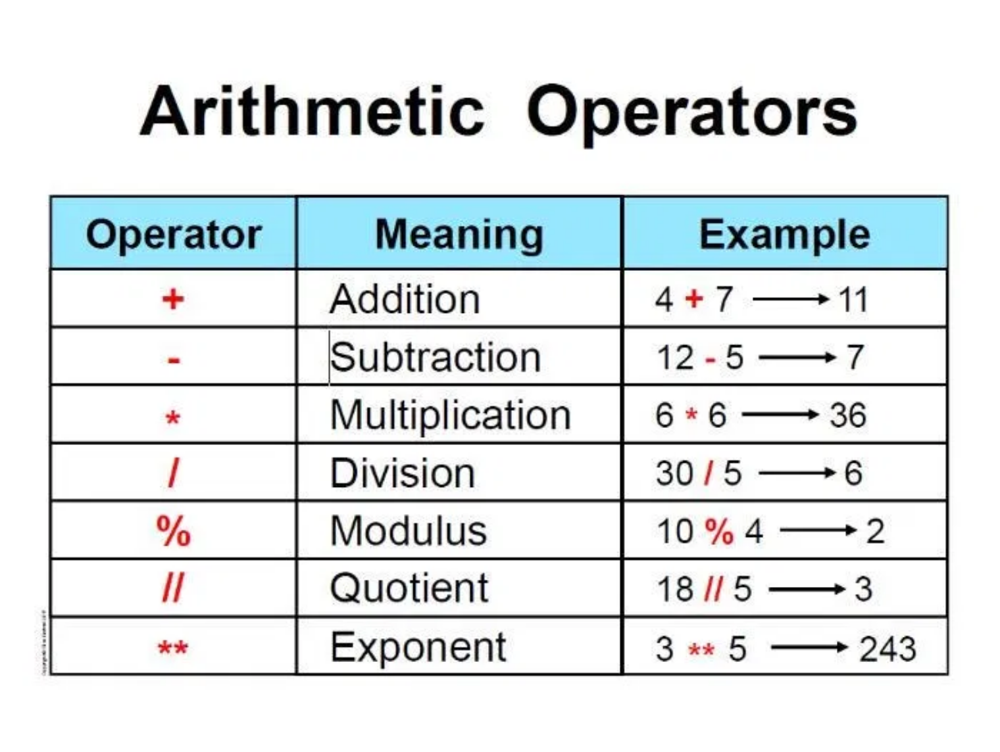 Arithmetic Operators
Operator Meaning Example
+ Addition 4 + 7 → 11
- Subtraction 12 - 5 → 7
* Multiplication 6 * 6 → 36
/ Division 30 / 5 → 6
% Modulus 10 % 4 → 2
// Quotient 18 // 5 → 3
** Exponent 3 ** 5 → 243